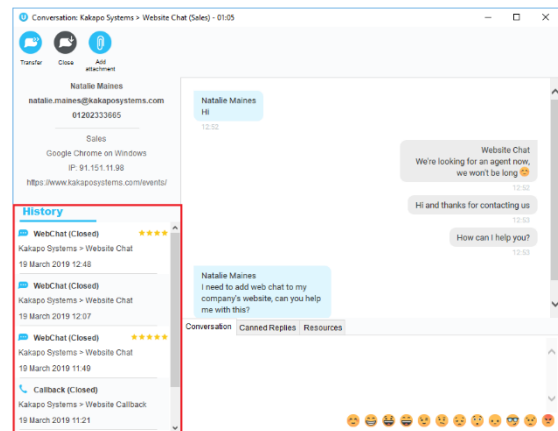 Conversation: Kakapo Systems > Website Chat (Sales) - 01:05
Transfer
Close
Add
attachment
Natalie Maines
natalie.maines@kakaposystems.com
01202333665
Sales
Google Chrome on Windows
IP: 91.151.11.98
https://www.kakaposystems.com/events/
History
WebChat (Closed)
Kakapo Systems > Website Chat
19 March 2019 12:48
WebChat (Closed)
Kakapo Systems > Website Chat
19 March 2019 12:07
WebChat (Closed)
Kakapo Systems > Website Chat
19 March 2019 11:49
Callback (Closed)
Kakapo Systems > Website Callback
19 March 2019 11:21
Natalie Maines
Hi
12:52
Website Chat
We're looking for an agent now,
we won't be long
12:52
Hi and thanks for contacting us
12:53
How can I help you?
12:53
Natalie Maines
I need to add web chat to my
company's website, can you help
me with this?
Conversation
Canned Replies
Resources